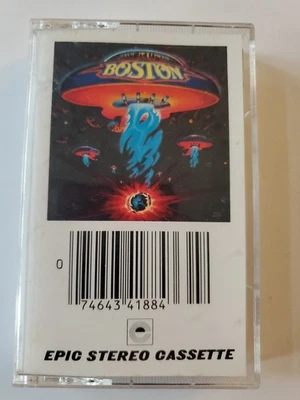 BOSTON
0
74643 41884
EPIC STEREO CASSETTE